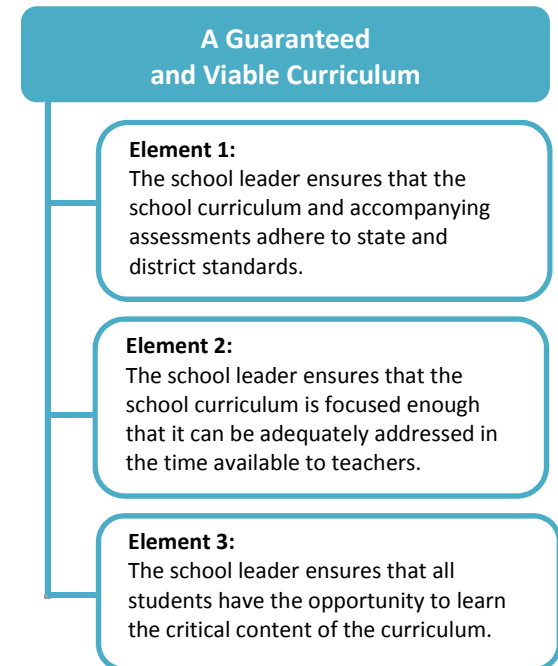 A Guaranteed
and Viable Curriculum
Element 1:
The school leader ensures that the
school curriculum and accompanying
assessments adhere to state and
district standards.
Element 2:
The school leader ensures that the
school curriculum is focused enough
that it can be adequately addressed in
the time available to teachers.
Element 3:
The school leader ensures that all
students have the opportunity to learn
the critical content of the curriculum.